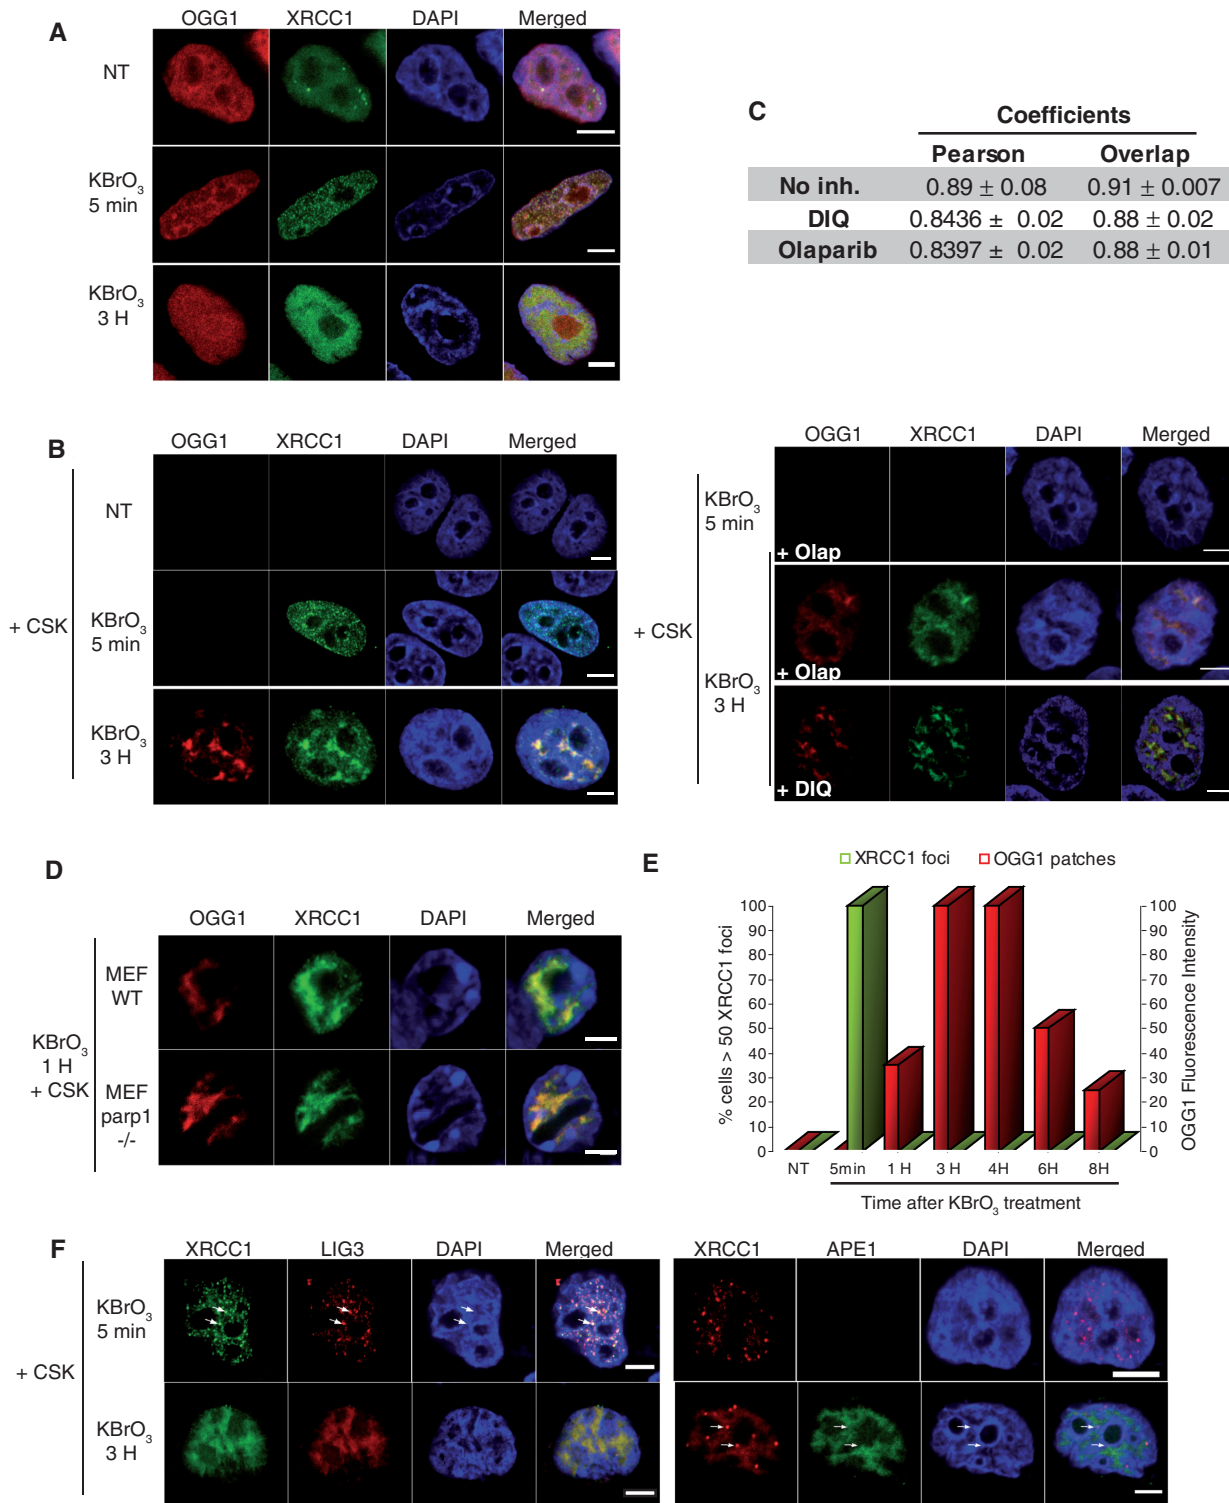 A
OGG1 XRCC1 DAPI Merged
NT
KBrO3
5 min
KBrO3
3 H
C
Coefficients
Pearson Overlap
No inh. 0.89 ± 0.08 0.91 ± 0.007
DIQ 0.8436 ± 0.02 0.88 ± 0.02
Olaparib 0.8397 ± 0.02 0.88 ± 0.01
B
OGG1 XRCC1 DAPI Merged
+ CSK
NT
KBrO3
5 min
KBrO3
3 H
OGG1 XRCC1 DAPI Merged
+ CSK
KBrO3
5 min
+ Olap
KBrO3
3 H
+ Olap
+ DIQ
D
OGG1 XRCC1 DAPI Merged
KBrO3
1 H
+ CSK
MEF
WT
MEF
parp1
-/-
E
XRCC1 foci OGG1 patches
% cells > 50 XRCC1 foci
100
90
80
70
60
50
40
30
20
10
0
OGG1 Fluorescence Intensity
100
90
80
70
60
50
40
30
20
10
0
NT 5min 1 H 3 H 4H 6H 8H
Time after KBrO3 treatment
F
XRCC1 LIG3 DAPI Merged
+ CSK
KBrO3
5 min
KBrO3
3 H
XRCC1 APE1 DAPI Merged